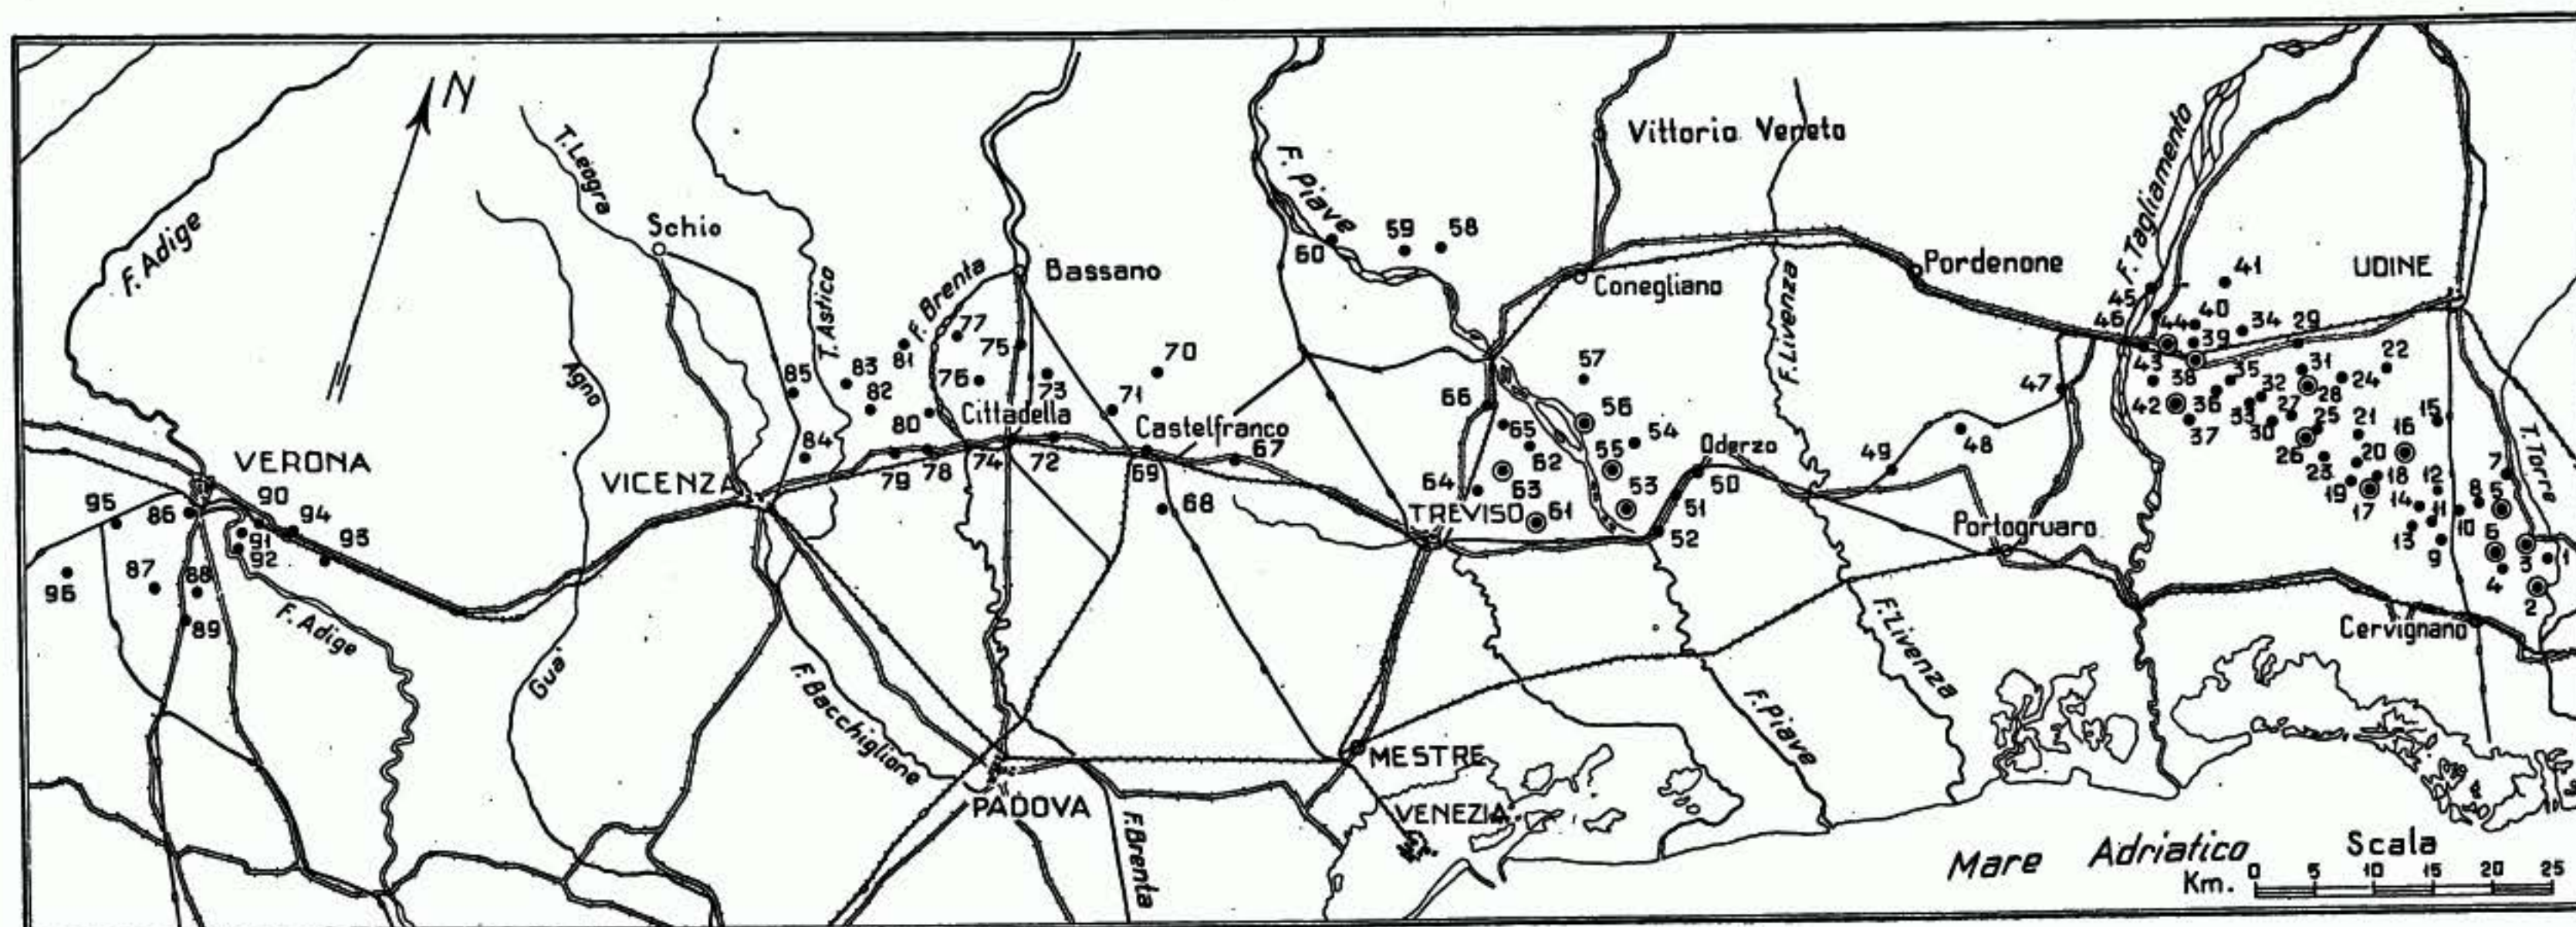 N
F. Adige
T. Leogra
Schio
Agno
T. Astico
F. Brenta
Bassano
F. Piave
Vittorio Veneto
Conegliano
F. Livenza
Pordenone
F. Tagliamento
UDINE
T. Torre
60
59
58
45
46
44
40
41
39
34
29
43
38
35
31
22
28
24
32
42
36
33
27
25
21
15
16
37
30
26
23
20
19
18
17
14
12
11
13
9
10
8
7
5
6
3
1
4
2
47
48
49
57
56
55
54
53
66
65
62
64
63
61
Oderzo
50
51
52
TREVISO
77
75
76
73
70
71
81
83
82
85
80
84
Cittadella
Castelfranco
79
78
74
72
69
67
68
VERONA
VICENZA
95
86
90
94
93
91
92
87
88
96
89
F. Adige
Gua'
F. Bacchiglione
PADOVA
F. Brenta
MESTRE
VENEZIA
F. Piave
F. Livenza
Portogruaro
Cervignano
Mare Adriatico
Scala
Km. 0 5 10 15 20 25